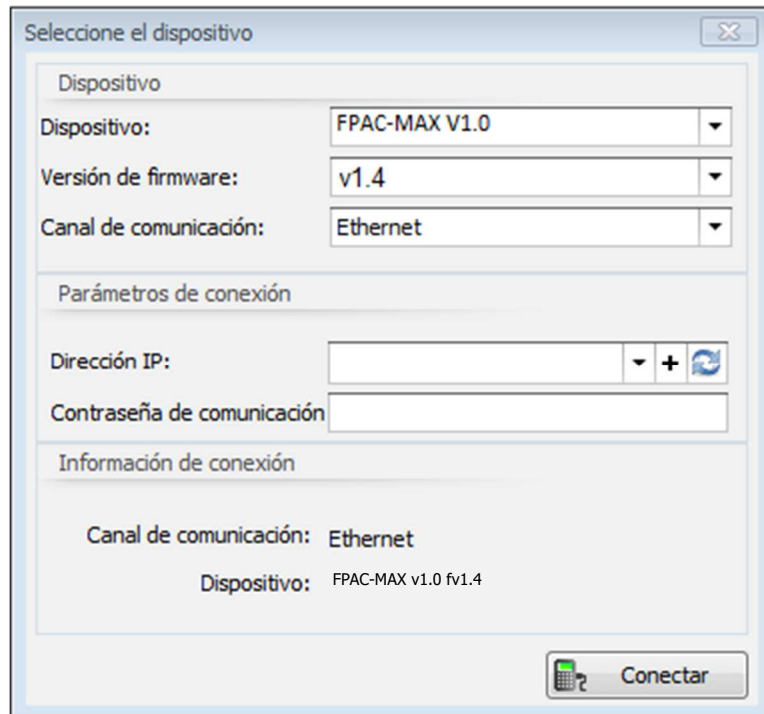 Seleccione el dispositivo
Dispositivo
Dispositivo: FPAC-MAX V1.0
Versión de firmware: v1.4
Canal de comunicación: Ethernet
Parámetros de conexión
Dirección IP:
Contraseña de comunicación
Información de conexión
Canal de comunicación: Ethernet
Dispositivo: FPAC-MAX v1.0 fv1.4
Conectar